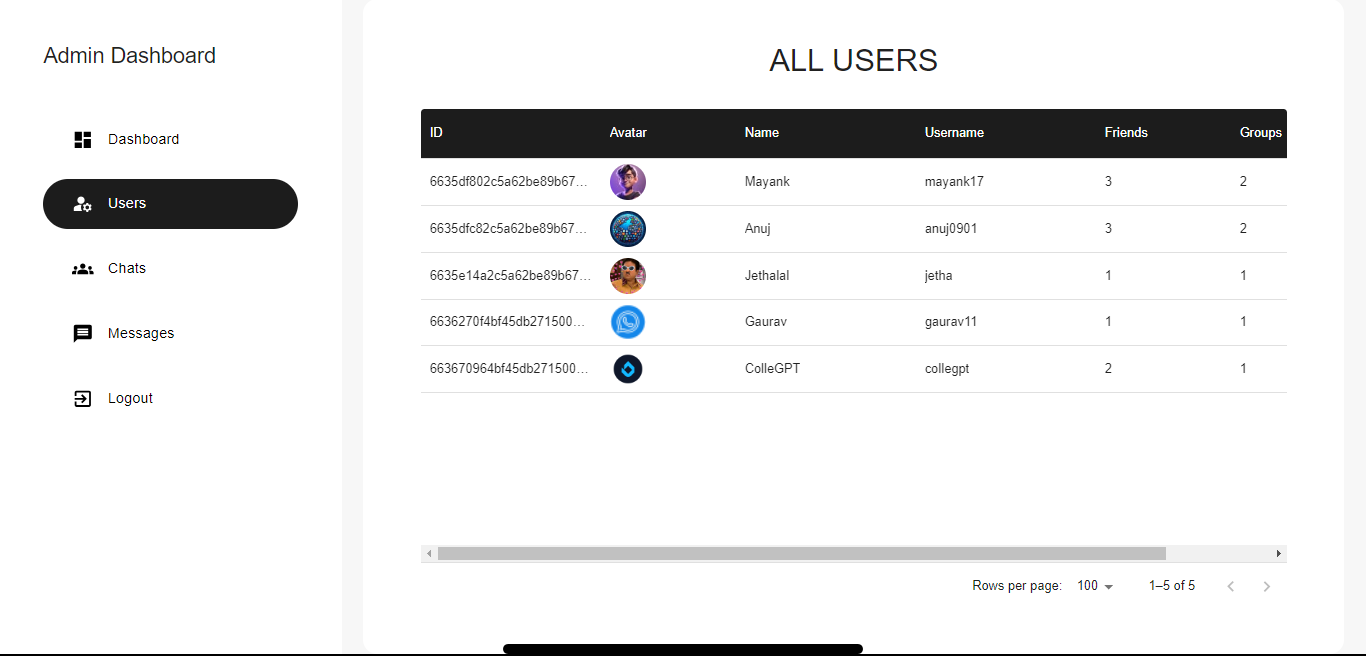 Admin Dashboard
Dashboard
Users
Chats
Messages
Logout
ALL USERS
ID Avatar Name Username Friends Groups
6635df802c5a62be89b67... Mayank mayank17 3 2
6635dfc82c5a62be89b67... Anuj anuj0901 3 2
6635e14a2c5a62be89b67... Jethalal jetha 1 1
6636270f4bf45db271500... Gaurav gaurav11 1 1
663670964bf45db271500... ColleGPT collegpt 2 1
Rows per page: 100 1–5 of 5